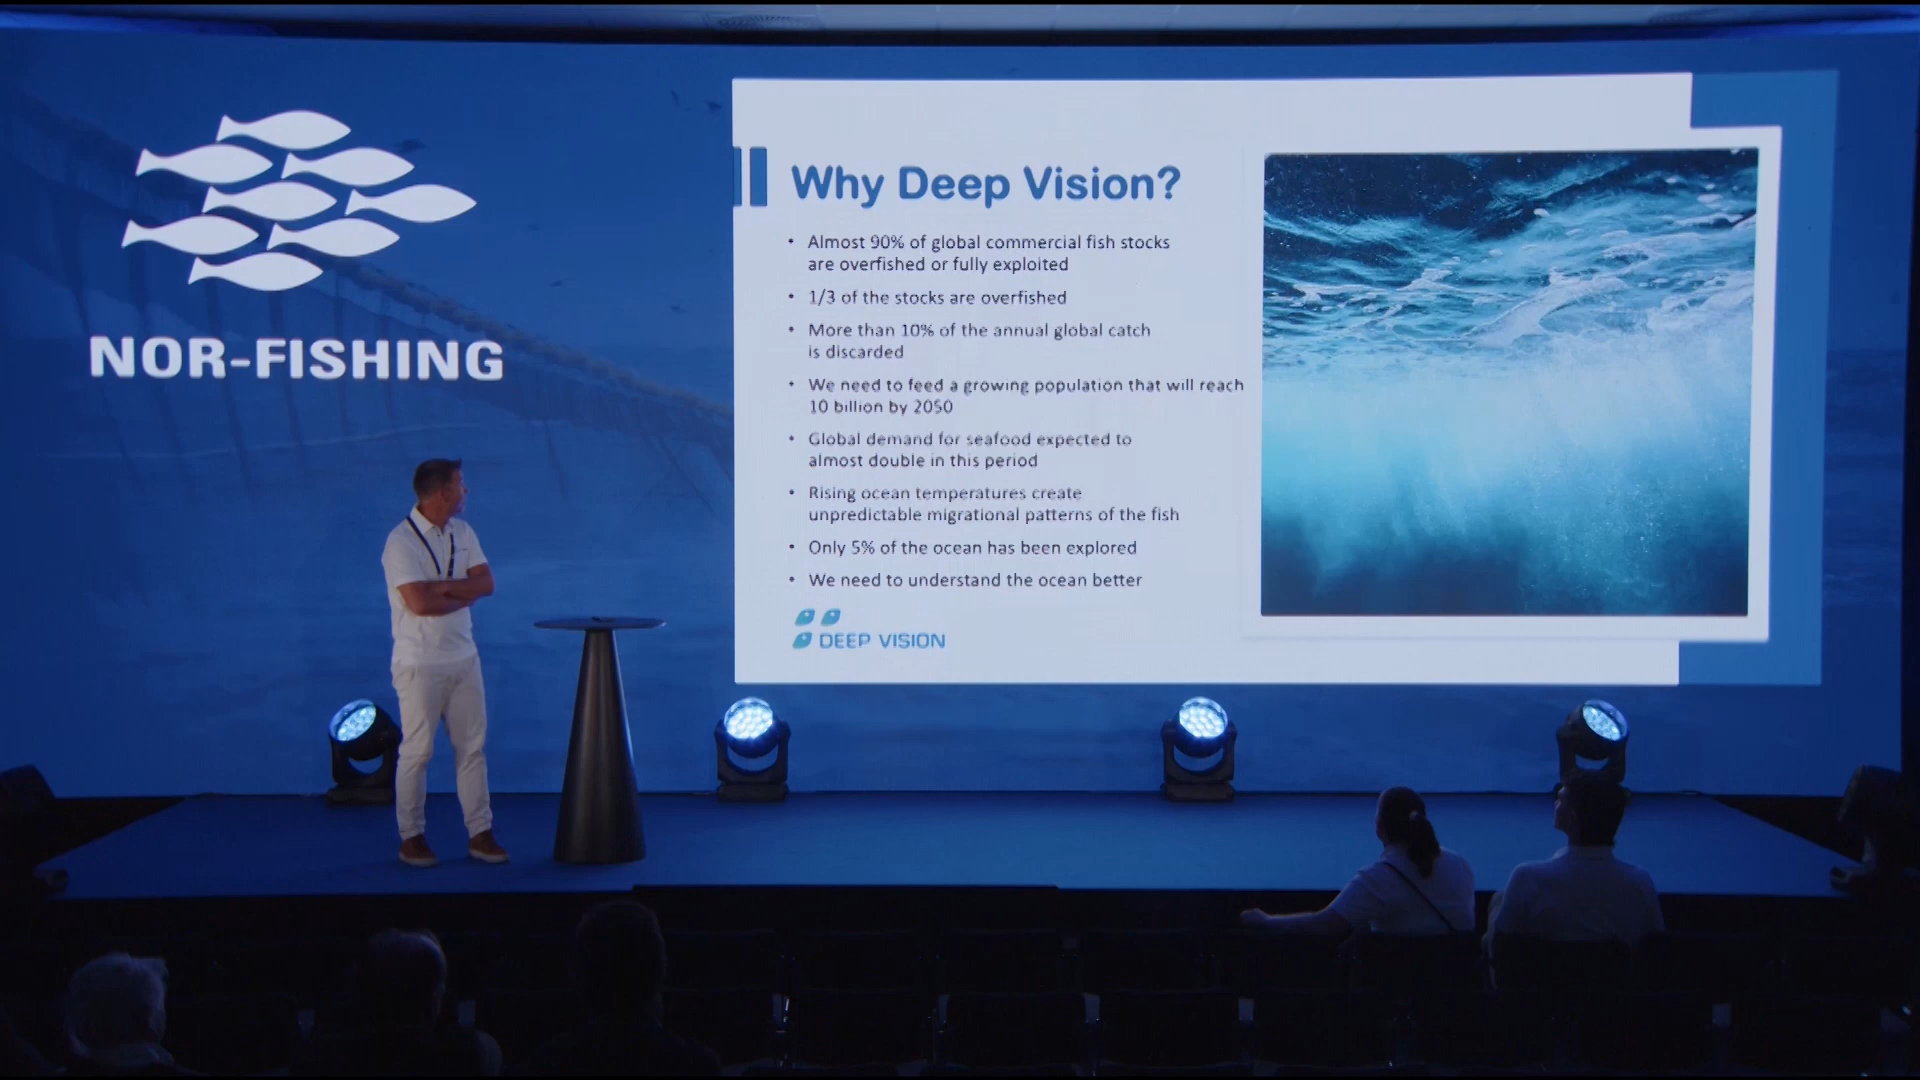 NOR-FISHING
Why Deep Vision?
• Almost 90% of global commercial fish stocks
are overfished or fully exploited
• 1/3 of the stocks are overfished
• More than 10% of the annual global catch
is discarded
• We need to feed a growing population that will reach
10 billion by 2050
• Global demand for seafood expected to
almost double in this period
• Rising ocean temperatures create
unpredictable migrational patterns of the fish
• Only 5% of the ocean has been explored
• We need to understand the ocean better
DEEP VISION